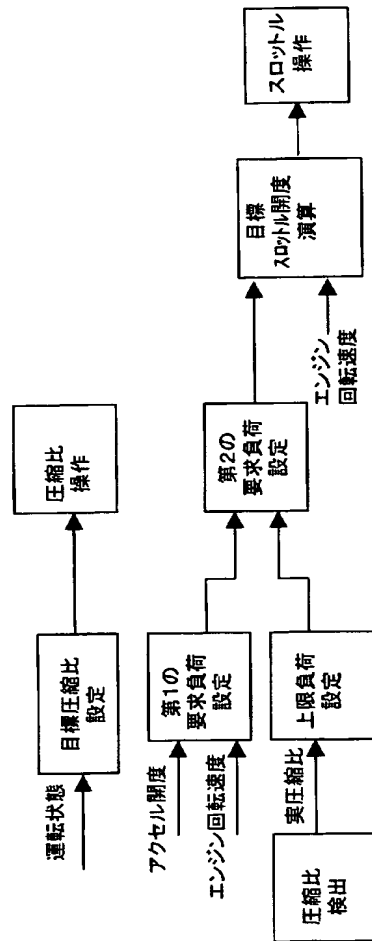 運転状態
目標圧縮比
設定
圧縮比
操作
アクセル開度
エンジン回転速度
第1の
要求負荷
設定
圧縮比
検出
実圧縮比
上限負荷
設定
第2の
要求負荷
設定
エンジン
回転速度
目標
スロットル開度
演算
スロットル
操作